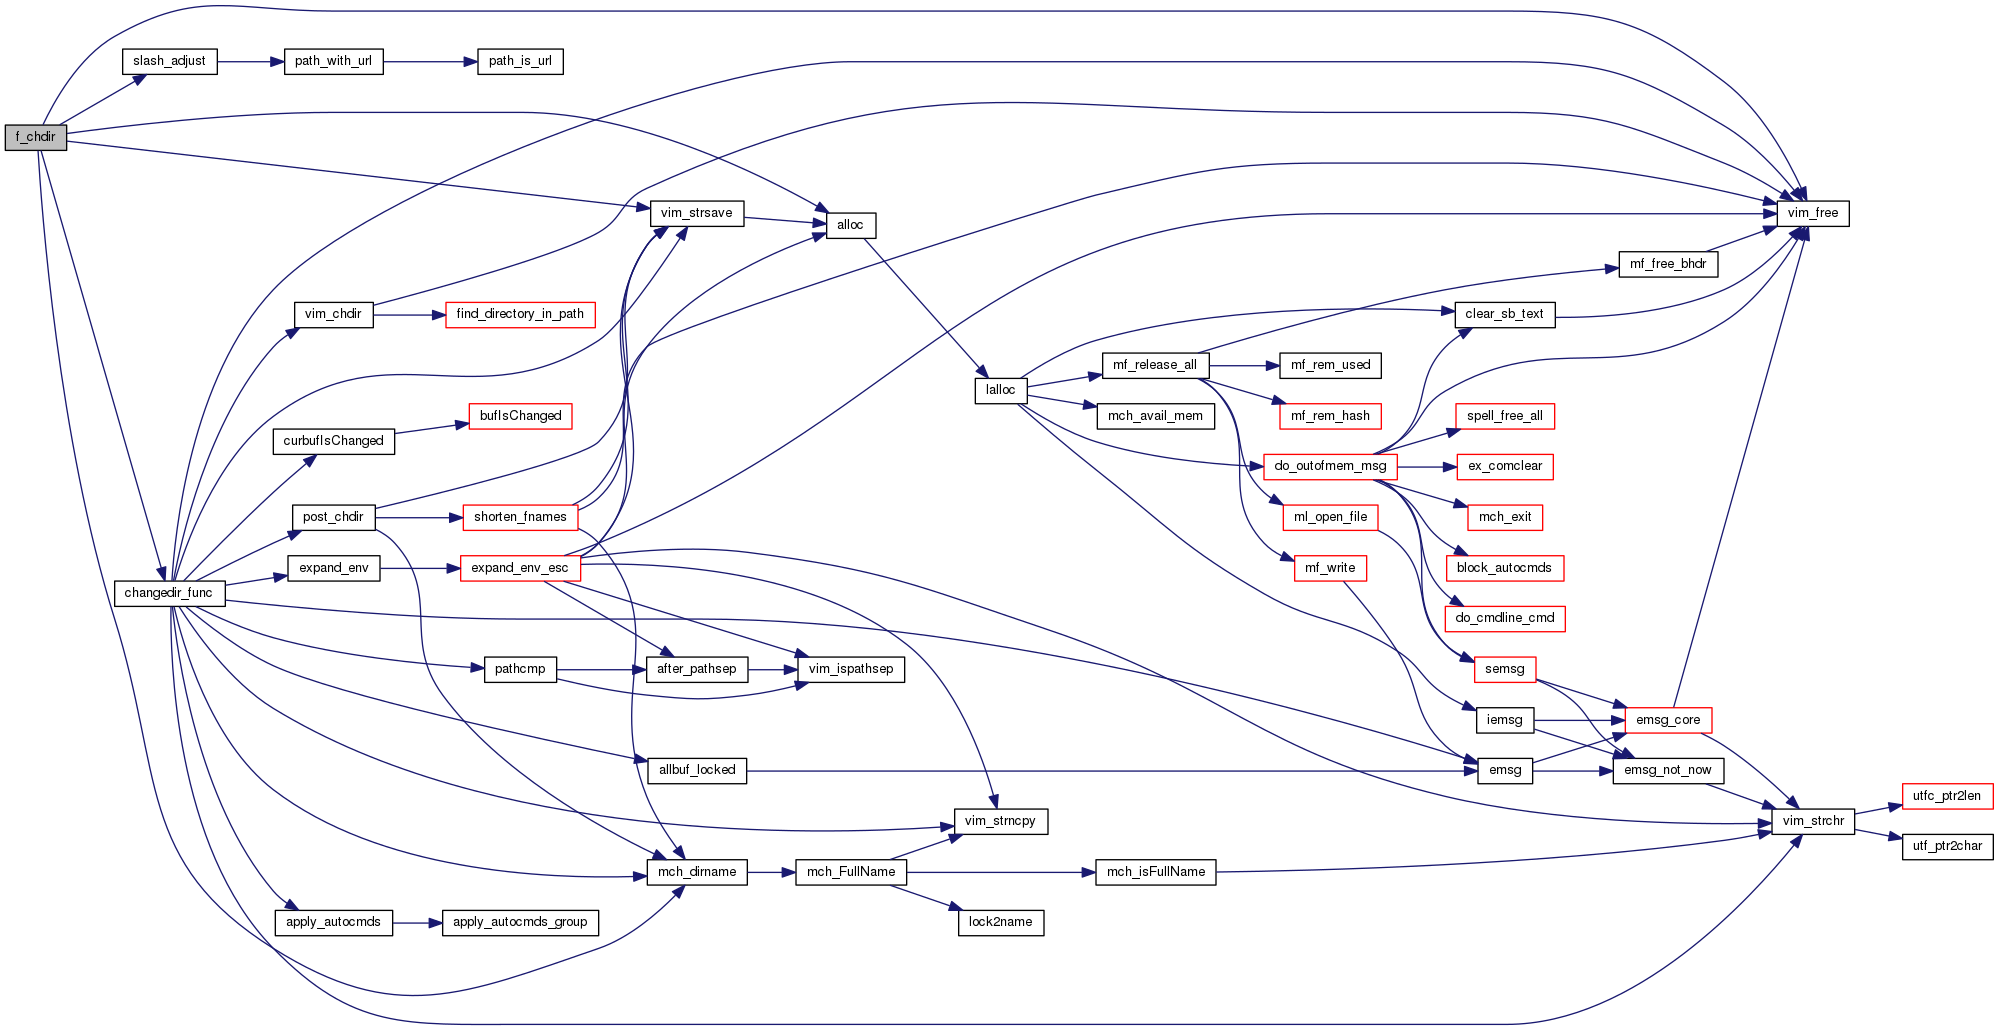 f_chdir
slash_adjust
path_with_url
path_is_url
vim_strsave
alloc
vim_free
mf_free_bhdr
vim_chdir
find_directory_in_path
clear_sb_text
mf_release_all
mf_rem_used
lalloc
mch_avail_mem
mf_rem_hash
spell_free_all
curbufIsChanged
bufIsChanged
do_outofmem_msg
ex_comclear
post_chdir
shorten_fnames
ml_open_file
mch_exit
expand_env
expand_env_esc
mf_write
block_autocmds
changedir_func
do_cmdline_cmd
pathcmp
after_pathsep
vim_ispathsep
semsg
iemsg
emsg_core
allbuf_locked
emsg
emsg_not_now
vim_strncpy
vim_strchr
utfc_ptr2len
utf_ptr2char
mch_dirname
mch_FullName
mch_isFullName
apply_autocmds
apply_autocmds_group
lock2name